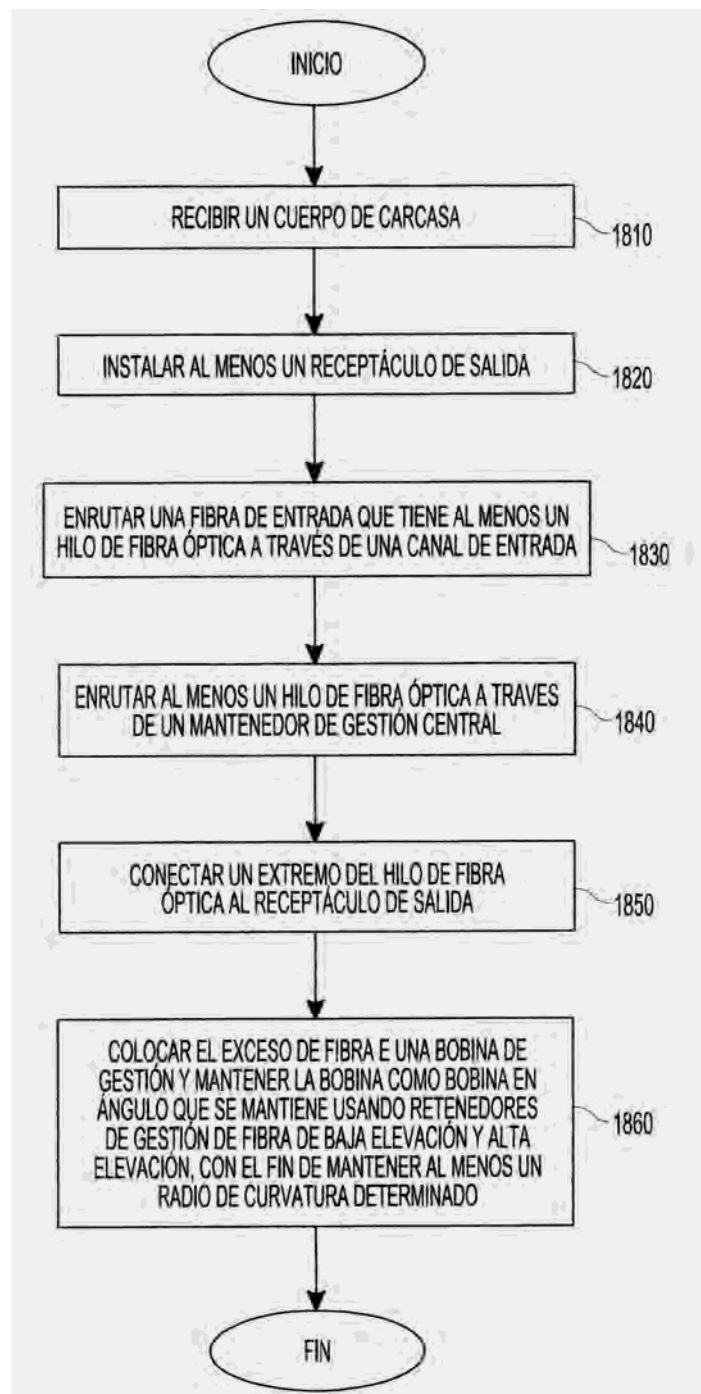 INICIO
RECIBIR UN CUERPO DE CARCASA
1810
INSTALAR AL MENOS UN RECEPTÁCULO DE SALIDA
1820
ENRUTAR UNA FIBRA DE ENTRADA QUE TIENE AL MENOS UN
HILO DE FIBRA ÓPTICA A TRAVÉS DE UNA CANAL DE ENTRADA
1830
ENRUTAR AL MENOS UN HILO DE FIBRA ÓPTICA A TRAVES
DE UN MANTENEDOR DE GESTIÓN CENTRAL
1840
CONECTAR UN EXTREMO DEL HILO DE FIBRA
ÓPTICA AL RECEPTÁCULO DE SALIDA
1850
COLOCAR EL EXCESO DE FIBRA E UNA BOBINA DE
GESTIÓN Y MANTENER LA BOBINA COMO BOBINA EN
ÁNGULO QUE SE MANTIENE USANDO RETENEDORES
DE GESTIÓN DE FIBRA DE BAJA ELEVACIÓN Y ALTA
ELEVACIÓN, CON EL FIN DE MANTENER AL MENOS UN
RADIO DE CURVATURA DETERMINADO
1860
FIN